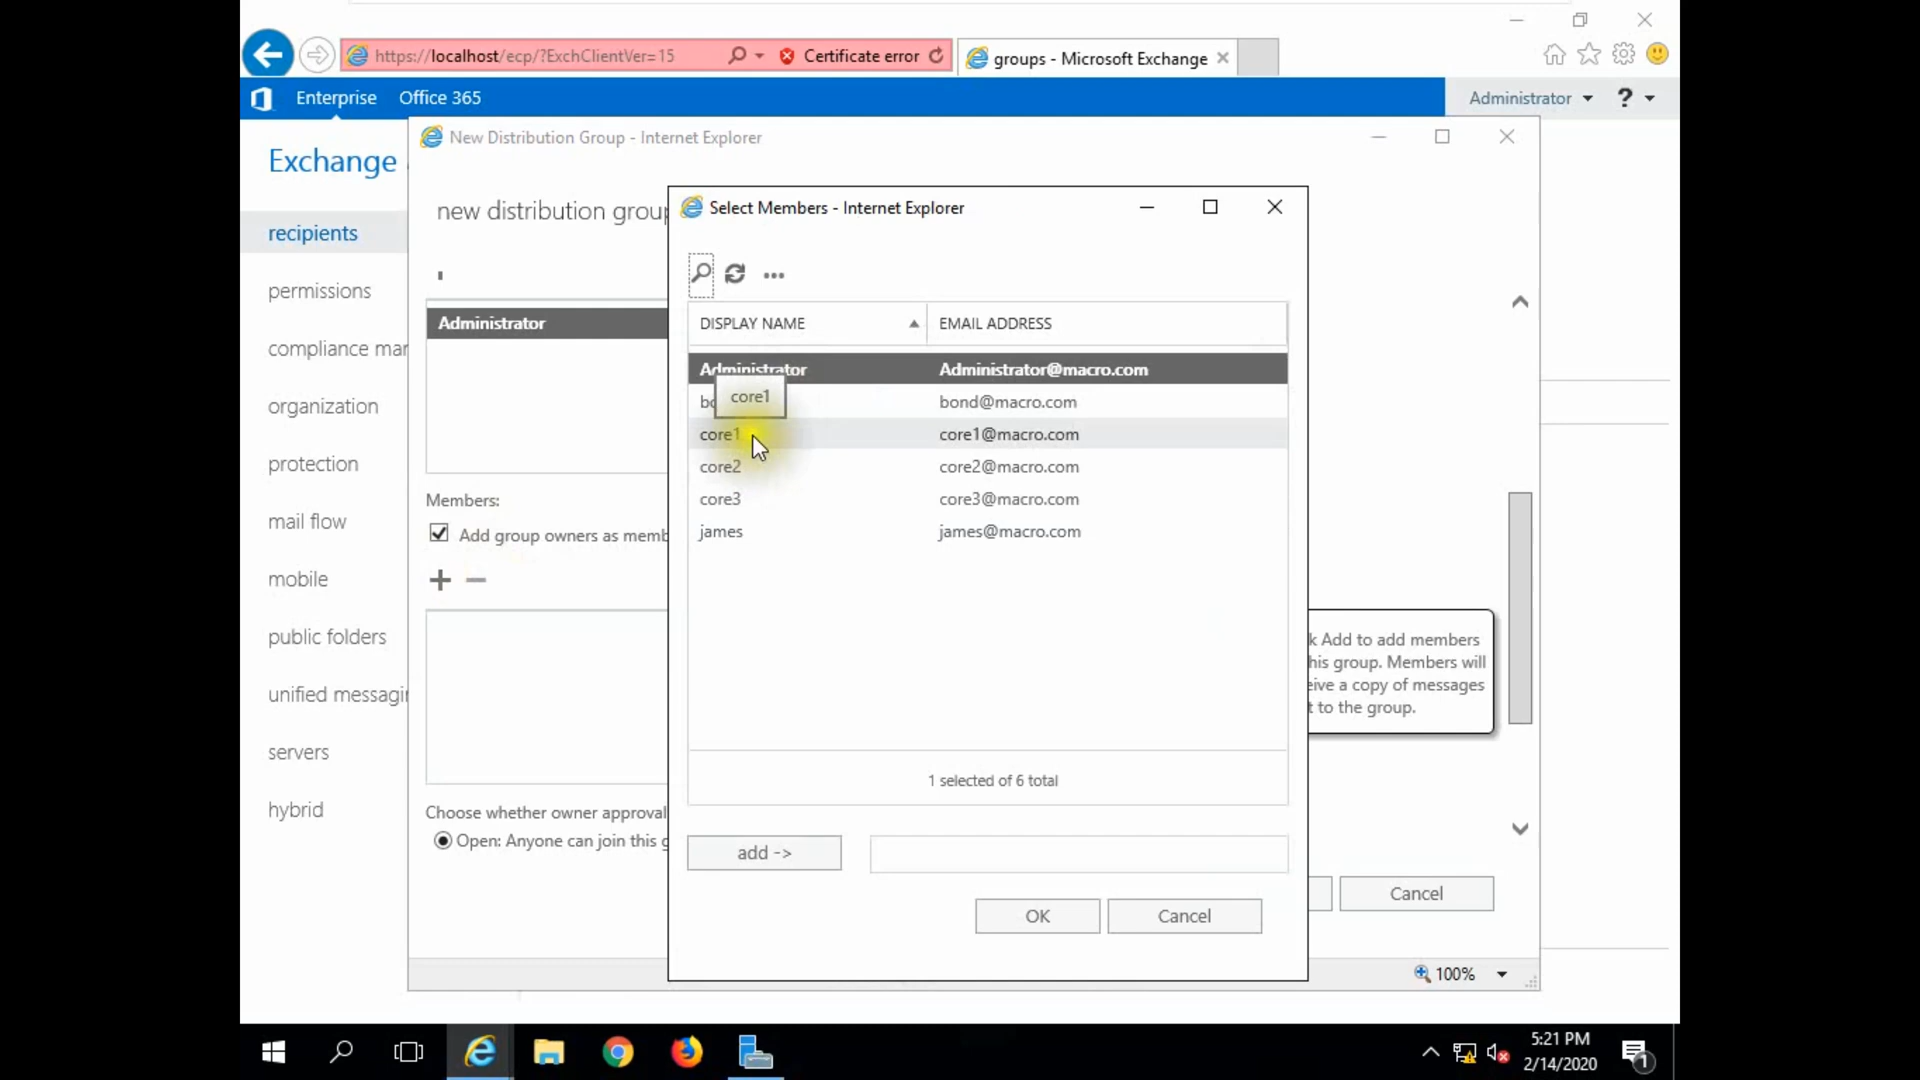 https://localhost/ecp/?ExchClientVer=15
Certificate error
groups - Microsoft Exchange
Enterprise
Office 365
Administrator
?
New Distribution Group - Internet Explorer
Exchange
Select Members - Internet Explorer
new distribution group
recipients
permissions
compliance mar
organization
protection
mail flow
mobile
public folders
unified messagin
servers
hybrid
Administrator
Members:
Add group owners as memb
Choose whether owner approval
Open: Anyone can join this g
DISPLAY NAME
EMAIL ADDRESS
Administrator
Administrator@macro.com
core1
bond@macro.com
core1
core1@macro.com
core2
core2@macro.com
core3
core3@macro.com
james
james@macro.com
1 selected of 6 total
add ->
OK
Cancel
k Add to add members
his group. Members will
eive a copy of messages
t to the group.
Cancel
100%
5:21 PM
2/14/2020
1